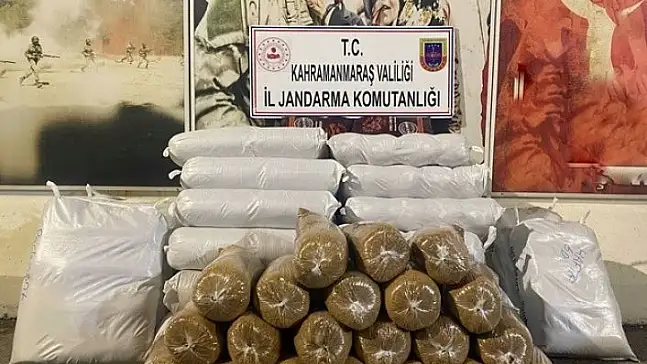 T.C.
KAHRAMANMARAŞ VALİLİĞİ
İL JANDARMA KOMUTANLIĞI